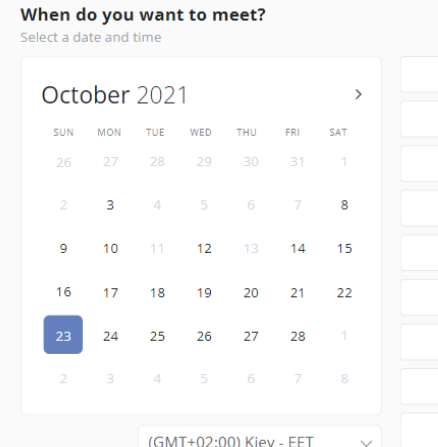 When do you want to meet?
Select a date and time
October 2021
SUN MON TUE WED THU FRI SAT
26 27 28 29 30 31 1
2 3 4 5 6 7 8
9 10 11 12 13 14 15
16 17 18 19 20 21 22
23 24 25 26 27 28 1
2 3 4 5 6 7 8
(GMT+02:00) Kiev - EET